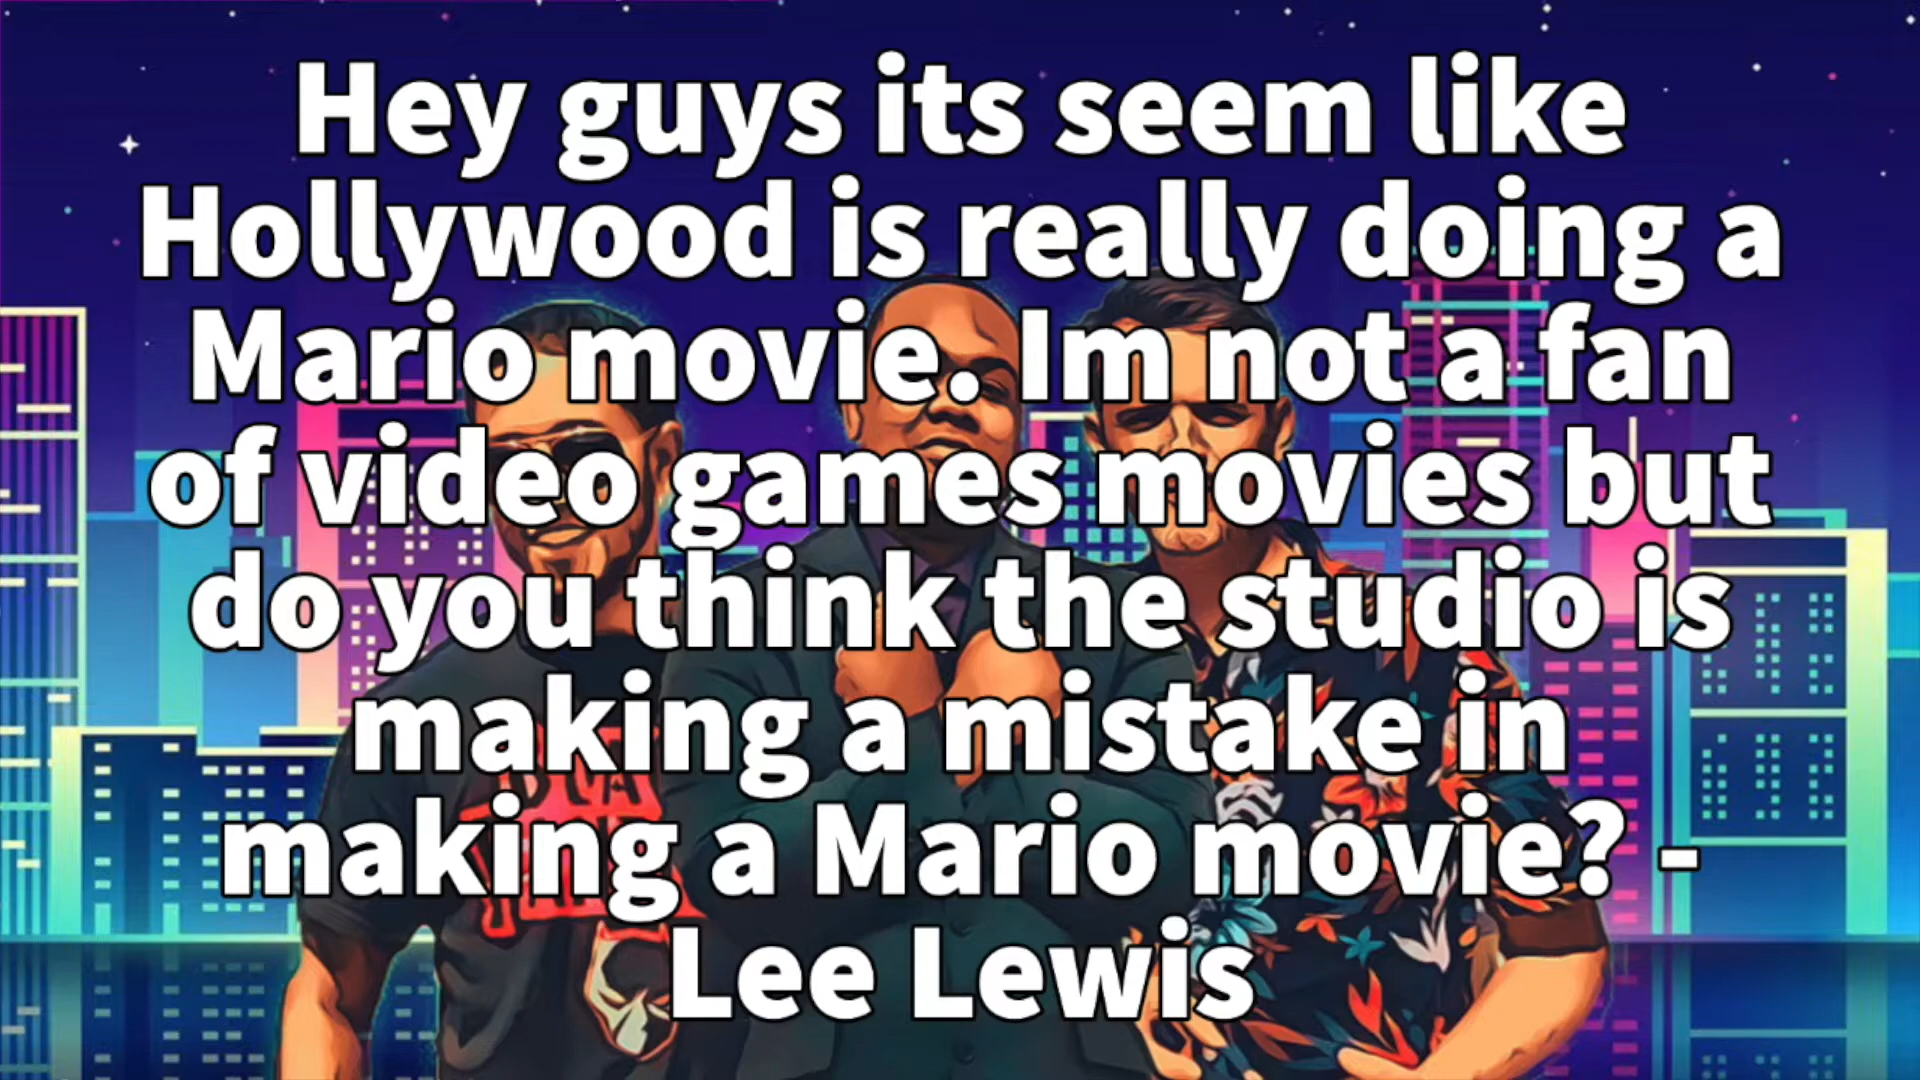 Hey guys its seem like
Hollywood is really doing a
Mario movie. Im not a fan
of video games movies but
do you think the studio is
making a mistake in
making a Mario movie? -
Lee Lewis